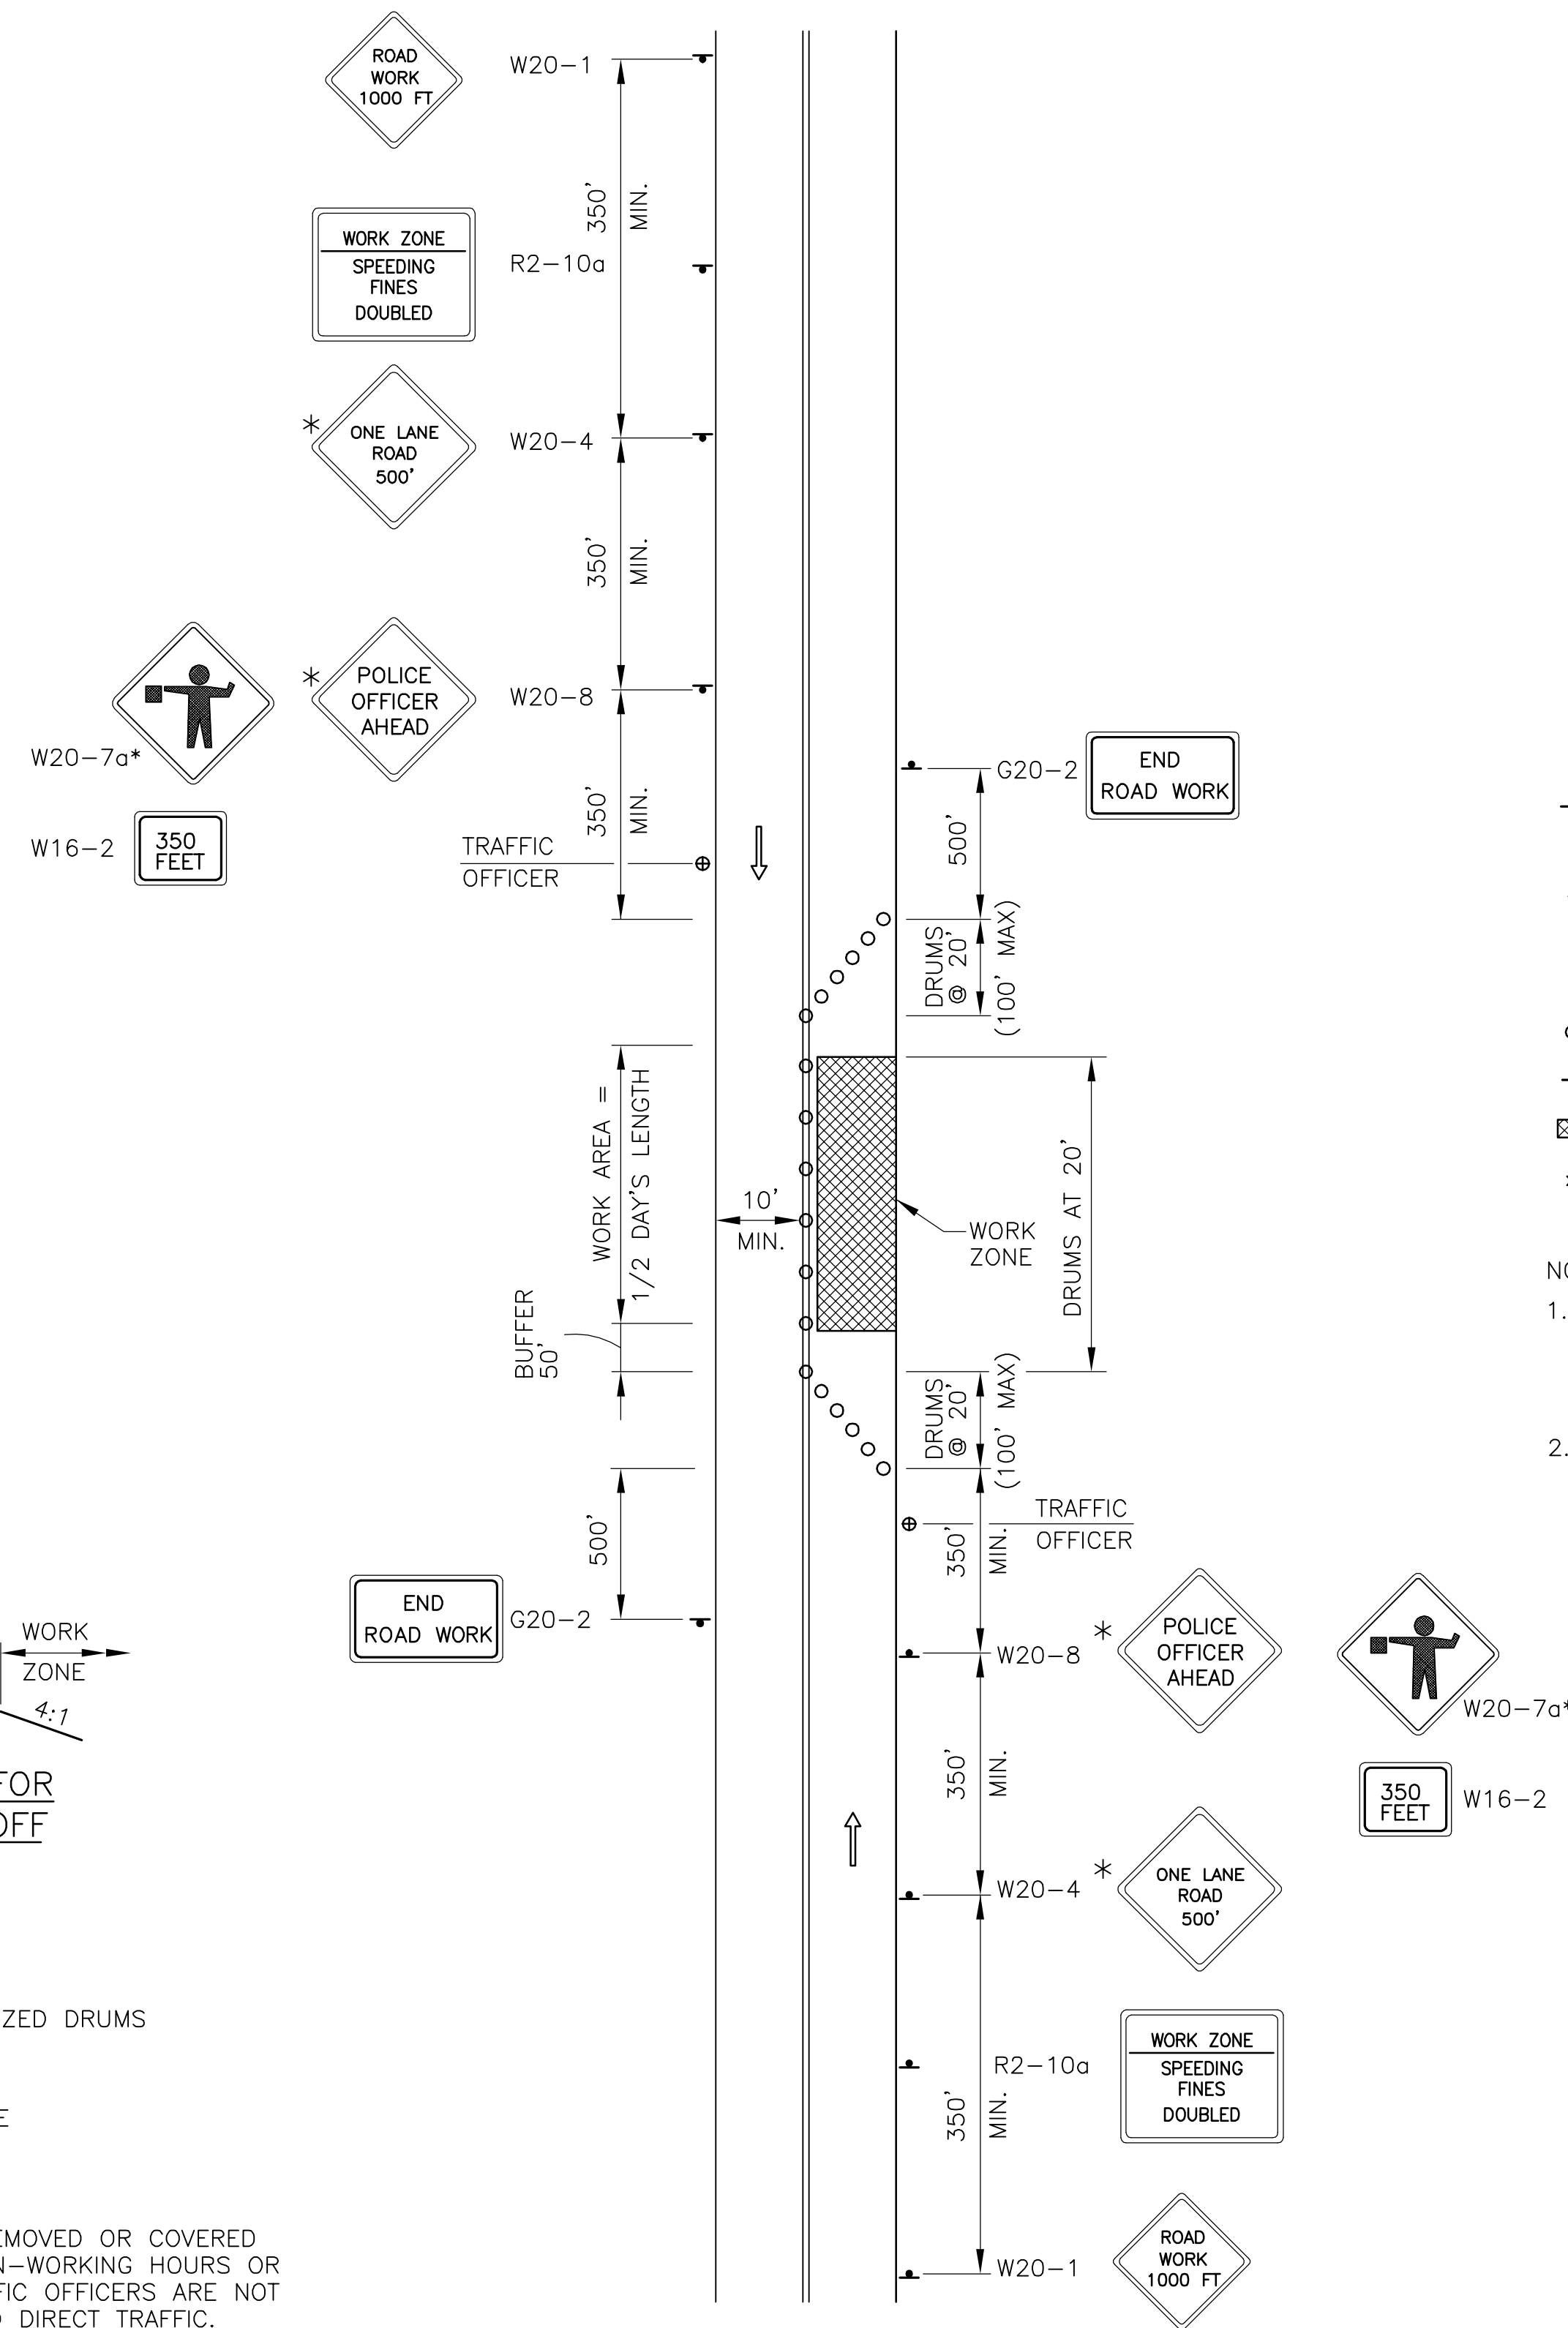 ROAD
WORK
1000 FT
W20-1
350'
MIN.
WORK ZONE
SPEEDING
FINES
DOUBLED
R2-10a
*
ONE LANE
ROAD
500'
W20-4
350'
MIN.
*
POLICE
OFFICER
AHEAD
W20-8
W20-7a*
W16-2
350
FEET
350'
MIN.
TRAFFIC
OFFICER
G20-2
END
ROAD WORK
500'
DRUMS
@ 20'
(100' MAX)
WORK AREA =
1/2 DAY'S LENGTH
10'
MIN.
WORK
ZONE
DRUMS AT 20'
BUFFER
50'
DRUMS
@ 20'
(100' MAX)
500'
END
ROAD WORK
G20-2
TRAFFIC
OFFICER
350'
MIN.
W20-8
*
POLICE
OFFICER
AHEAD
W20-7a*
350
FEET
W16-2
350'
MIN.
W20-4
*
ONE LANE
ROAD
500'
R2-10a
WORK ZONE
SPEEDING
FINES
DOUBLED
350'
MIN.
W20-1
ROAD
WORK
1000 FT
WORK
ZONE
4:1
FOR
OFF
IZED DRUMS
EMOVED OR COVERED
N-WORKING HOURS OR
FIC OFFICERS ARE NOT
O DIRECT TRAFFIC.
NO
1.
2.